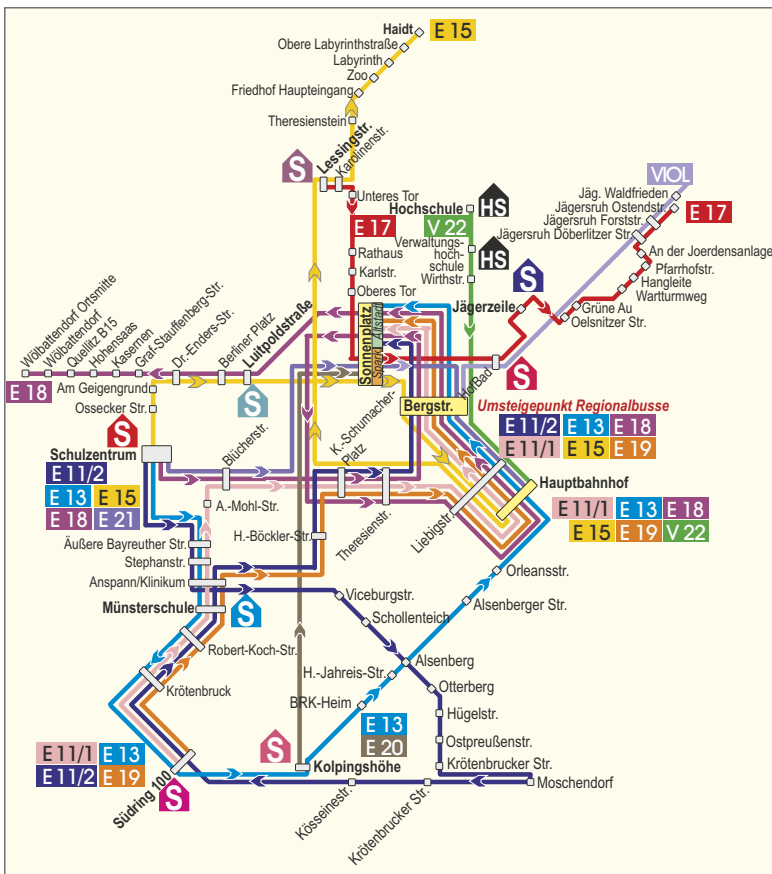 Haidt
E 15
Obere Labyrinthstraße
Labyrinth
Zoo
Friedhof Haupteingang
Theresienstein
Lessingstr.
Karolinenstr.
S
Unteres Tor
Hochschule
HS
E 17
V 22
Verwaltungs-
hoch-
schule
HS
Wirthstr.
Rathaus
Karlstr.
Oberes Tor
VIOL
Jäg. Waldfrieden
Jägersruh Ostendstr.
E 17
Jägersruh Forststr.
Jägersruh Döberlitzer Str.
An der Joerdensanlage
Pfarrhofstr.
Hangleite
Wartturmweg
Grüne Au
Oelsnitzer Str.
S
Jägerzeile
S
HofBad
Wölbattendorf Ortsmitte
Wölbattendorf
Quellitz B15
Hohensaas
Kasernen
Graf-Stauffenberg-Str.
Dr.-Enders-Str.
Berliner Platz
Luitpoldstraße
E 18
Am Geigengrund
Ossecker Str.
S
S
Sonnenplatz
Altstadt
Spark.
Bergstr.
Umsteigepunkt Regionalbusse
E 11/2 E 13 E 18
E 11/1 E 15 E 19
Schulzentrum
E 11/2
E 13 E 15
E 18 E 21
Blücherstr.
K.-Schumacher-
Platz
Theresienstr.
Liebigstr.
Hauptbahnhof
E 11/1 E 13 E 18
E 15 E 19 V 22
A.-Mohl-Str.
H.-Böckler-Str.
Äußere Bayreuther Str.
Stephanstr.
Anspann/Klinikum
Münsterschule
S
Robert-Koch-Str.
Krötenbruck
Viceburgstr.
Schollenteich
Orleansstr.
Alsenberger Str.
Alsenberg
H.-Jahreis-Str.
BRK-Heim
Otterberg
Hügelstr.
Ostpreußenstr.
Krötenbrucker Str.
Moschendorf
E 13
E 20
S
Kolpingshöhe
E 11/1 E 13
E 11/2 E 19
S
Südring 100
Kösseinestr.
Krötenbrucker Str.